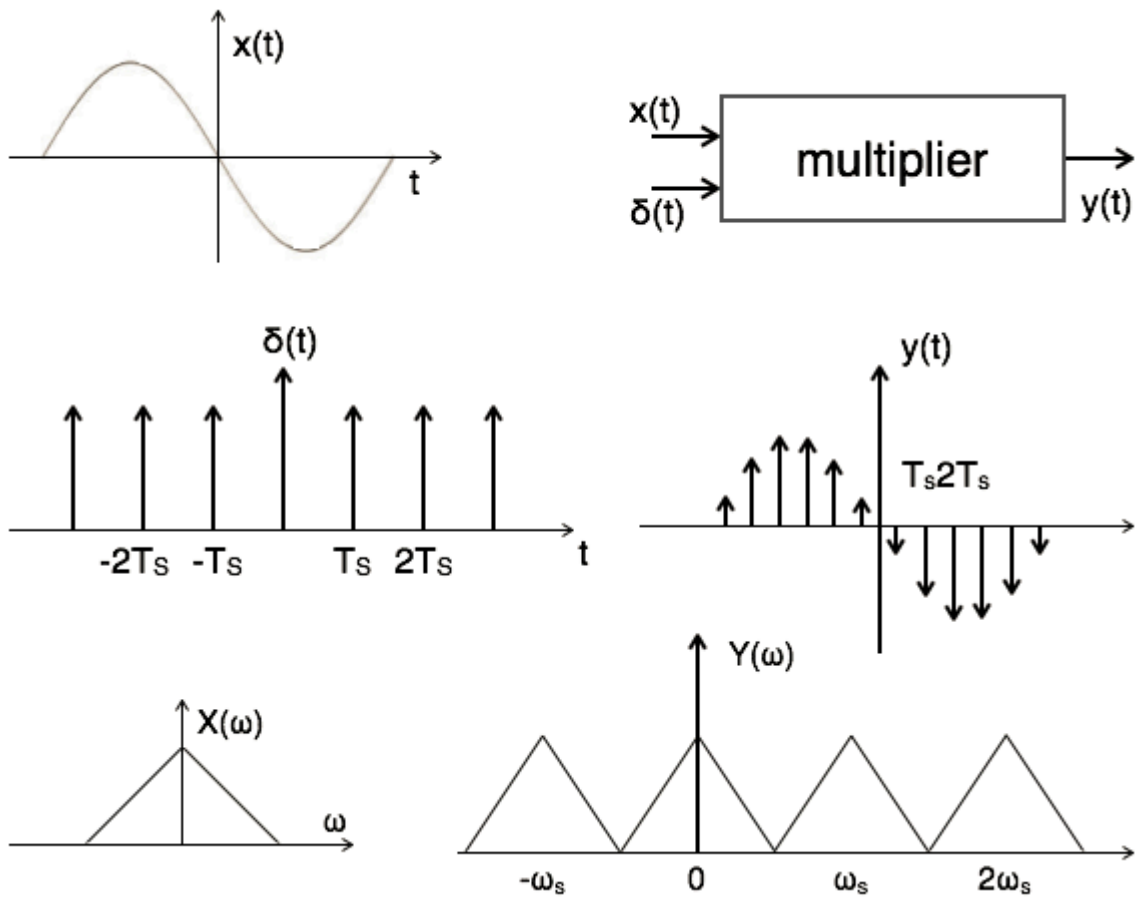 x(t)
t
x(t)
δ(t)
multiplier
y(t)
δ(t)
-2Ts -Ts Ts 2Ts t
y(t)
Ts2Ts
X(ω)
ω
Y(ω)
-ωs 0 ωs 2ωs